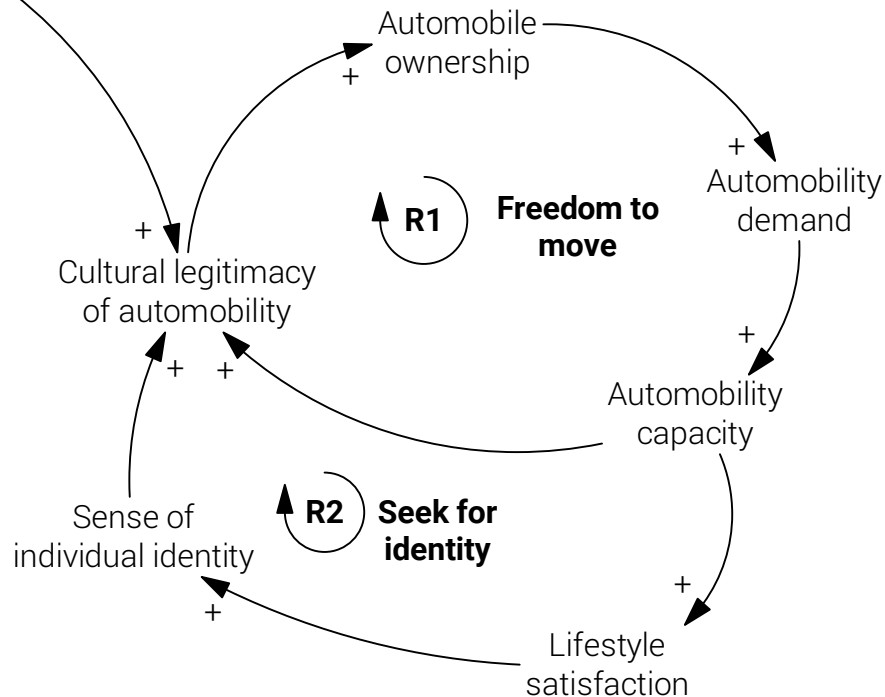 Automobile
ownership
+
+
Automobility
demand
R1
Freedom to
move
+
Cultural legitimacy
of automobility
+
+
+
Automobility
capacity
R2
Seek for
identity
Sense of
individual identity
+
+
Lifestyle
satisfaction